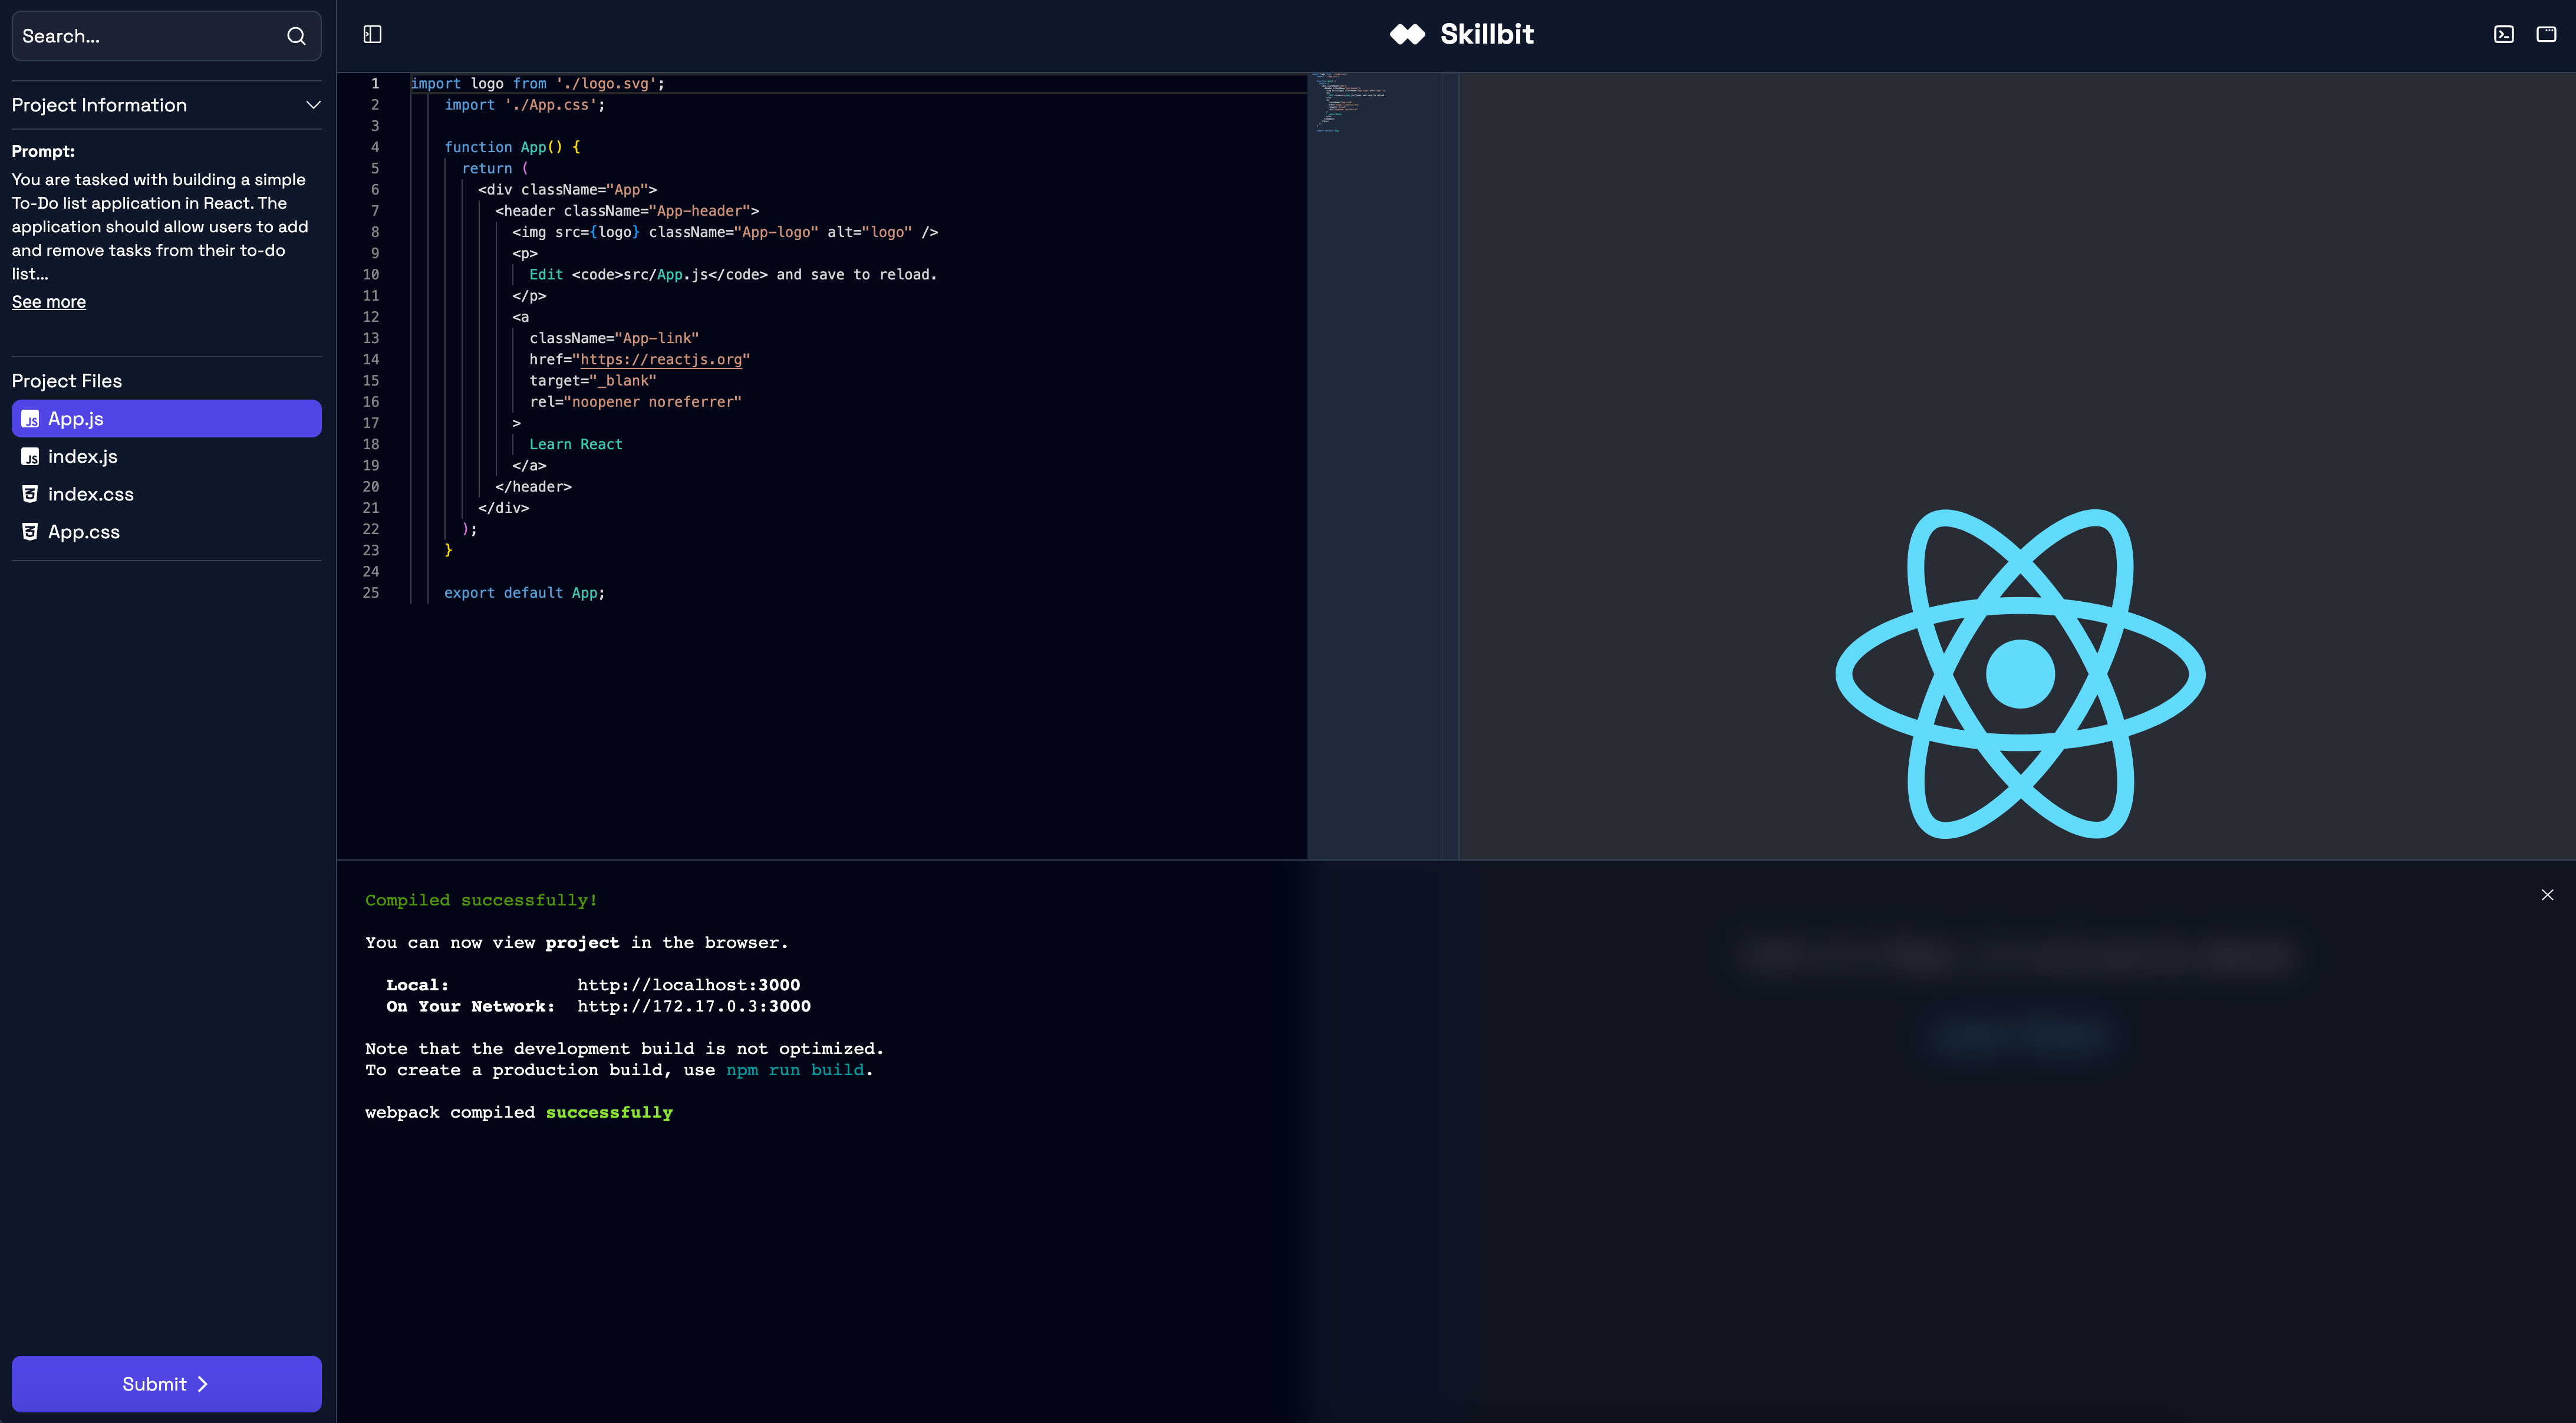 Search...
Project Information
Prompt:
You are tasked with building a simple
To-Do list application in React. The
application should allow users to add
and remove tasks from their to-do
list...
See more
Project Files
App.js
index.js
index.css
App.css
Submit
Skillbit
1 import logo from './logo.svg';
2 import './App.css';
3
4 function App() {
5 return (
6 <div className="App">
7 <header className="App-header">
8 <img src={logo} className="App-logo" alt="logo" />
9 <p>
10 Edit <code>src/App.js</code> and save to reload.
11 </p>
12 <a
13 className="App-link"
14 href="https://reactjs.org"
15 target="_blank"
16 rel="noopener noreferrer"
17 >
18 Learn React
19 </a>
20 </header>
21 </div>
22 );
23 }
24
25 export default App;
Compiled successfully!
You can now view project in the browser.
Local: http://localhost:3000
On Your Network: http://172.17.0.3:3000
Note that the development build is not optimized.
To create a production build, use npm run build.
webpack compiled successfully